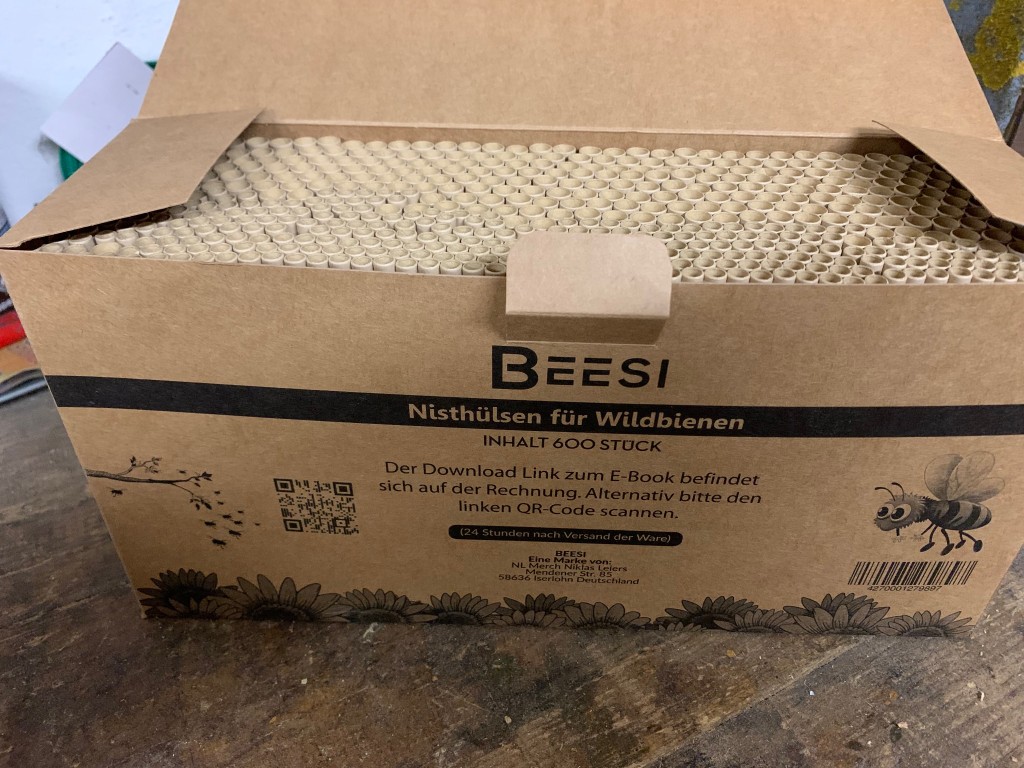 BEESI
Nisthülsen für Wildbienen
INHALT 600 STÜCK
Der Download Link zum E-Book befindet
sich auf der Rechnung. Alternativ bitte den
linken QR-Code scannen.
(24 Stunden nach Versand der Ware)
BEESI
Eine Marke von:
NL Merch Niklas Leiers
Mendener Str. 85
58636 Iserlohn Deutschland
4270001279897